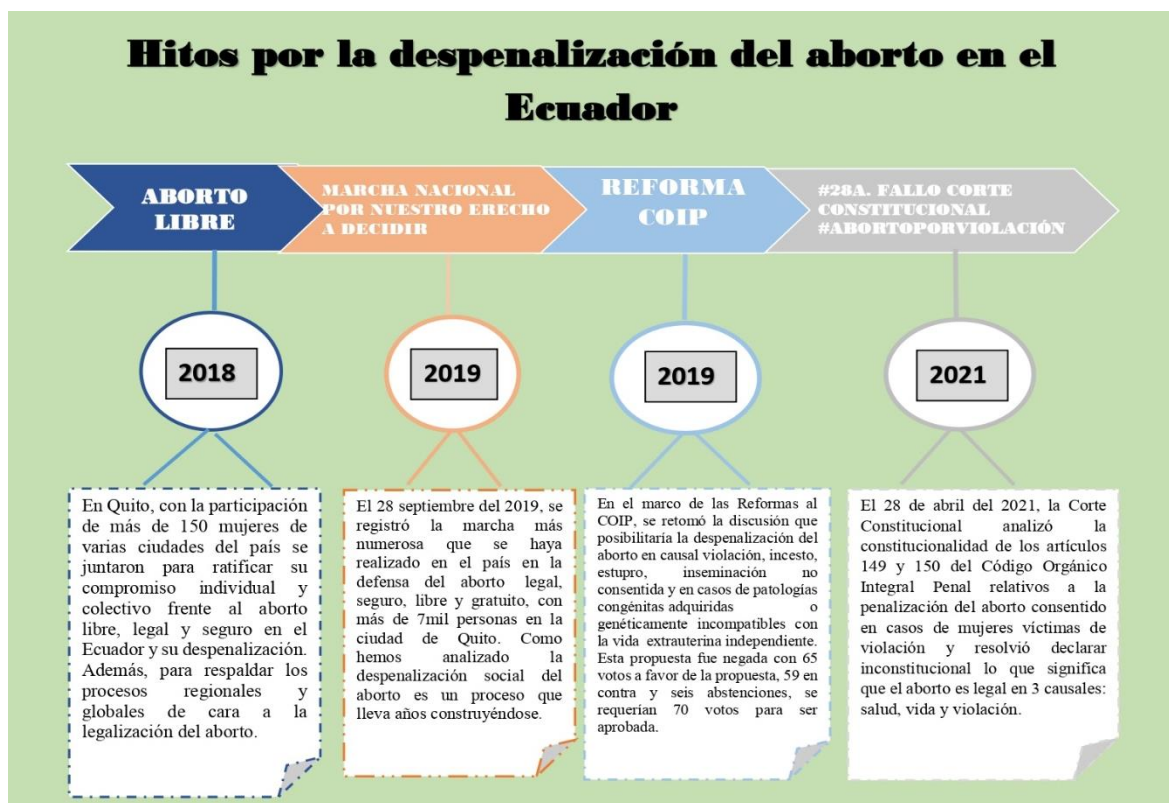 Hitos por la despenalización del aborto en el
Ecuador
ABORTO
LIBRE
MARCHA NACIONAL
POR NUESTRO ERECHO
A DECIDIR
REFORMA
COIP
#28A. FALLO CORTE
CONSTITUCIONAL
#ABORTOPORVIOLACIÓN
2018
2019
2019
2021
En Quito, con la participación
de más de 150 mujeres de
varias ciudades del país se
juntaron para ratificar su
compromiso individual y
colectivo frente al aborto
libre, legal y seguro en el
Ecuador y su despenalización.
Además, para respaldar los
procesos regionales y
globales de cara a la
legalización del aborto.
El 28 septiembre del 2019, se
registró la marcha más
numerosa que se haya
realizado en el país en la
defensa del aborto legal,
seguro, libre y gratuito, con
más de 7mil personas en la
ciudad de Quito. Como
hemos analizado la
despenalización social del
aborto es un proceso que
lleva años construyéndose.
En el marco de las Reformas al
COIP, se retomó la discusión que
posibilitaría la despenalización del
aborto en causal violación, incesto,
estupro, inseminación no
consentida y en casos de patologías
congénitas adquiridas o
genéticamente incompatibles con
la vida extrauterina independiente.
Esta propuesta fue negada con 65
votos a favor de la propuesta, 59 en
contra y seis abstenciones, se
requerían 70 votos para ser
aprobada.
El 28 de abril del 2021, la Corte
Constitucional analizó la
constitucionalidad de los artículos
149 y 150 del Código Orgánico
Integral Penal relativos a la
penalización del aborto consentido
en casos de mujeres víctimas de
violación y resolvió declarar
inconstitucional lo que significa
que el aborto es legal en 3 causales:
salud, vida y violación.